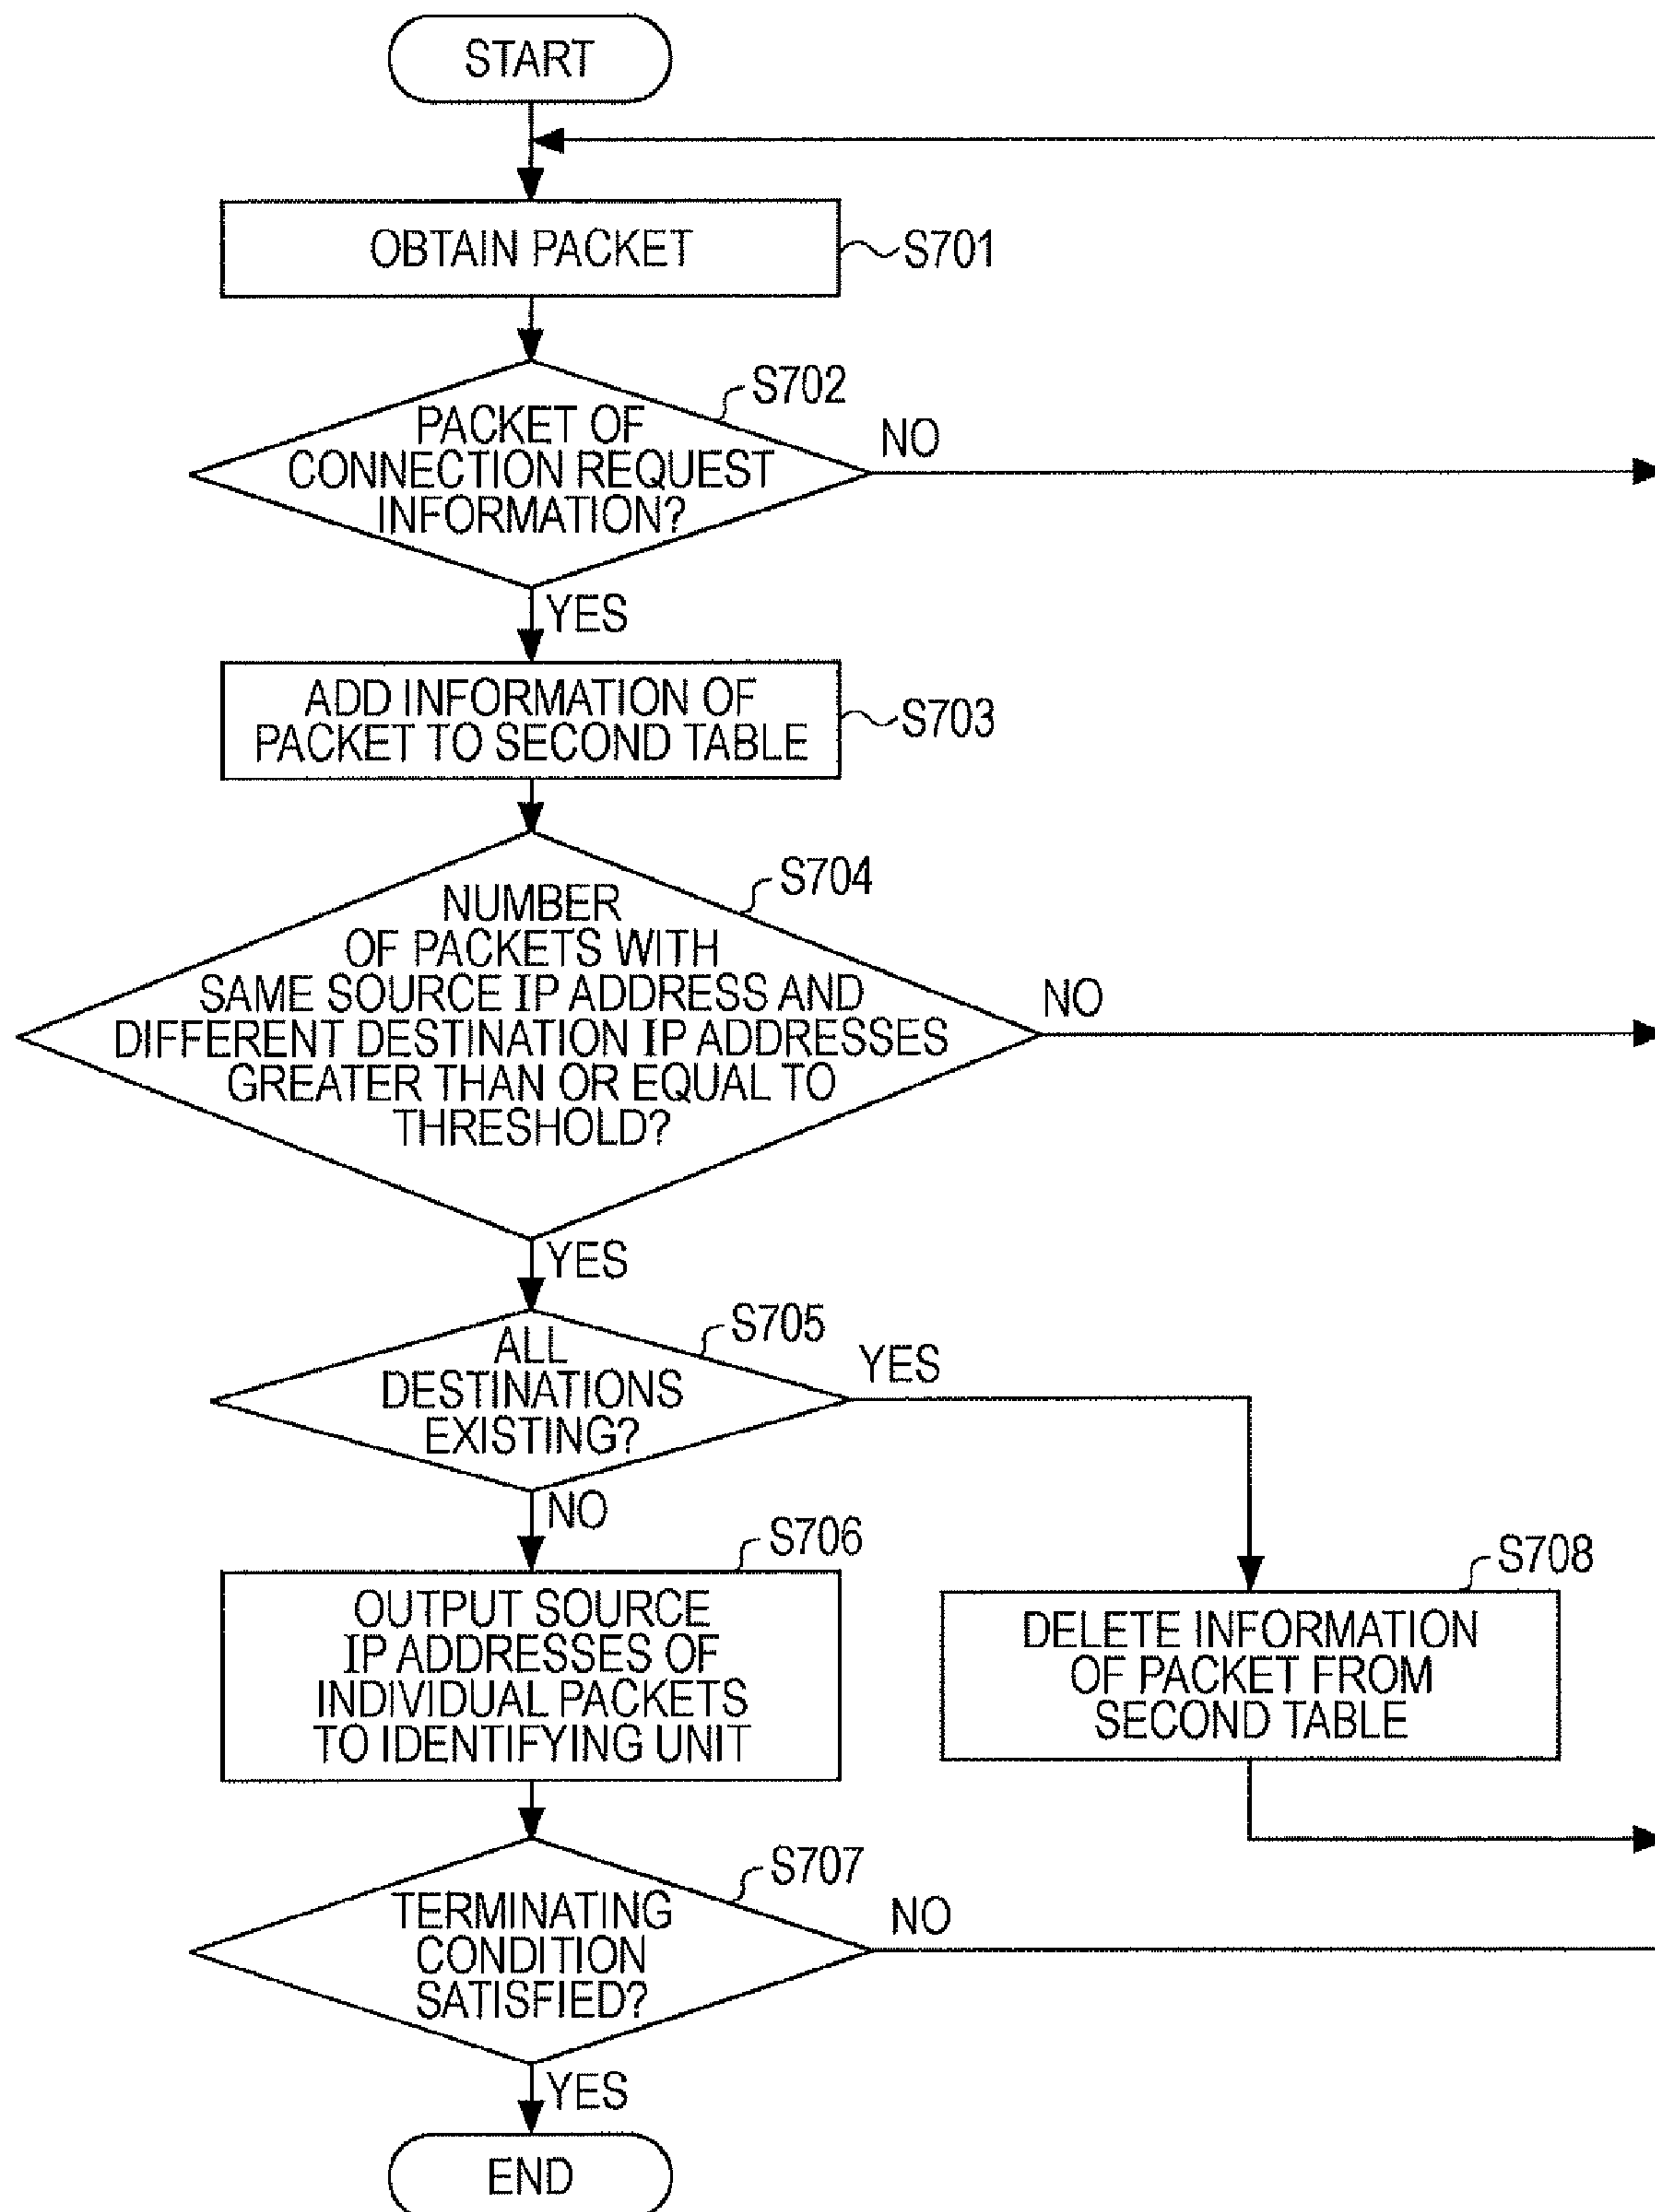 START
OBTAIN PACKET
S701
S702
PACKET OF
CONNECTION REQUEST
INFORMATION?
NO
YES
ADD INFORMATION OF
PACKET TO SECOND TABLE
S703
S704
NUMBER
OF PACKETS WITH
SAME SOURCE IP ADDRESS AND
DIFFERENT DESTINATION IP ADDRESSES
GREATER THAN OR EQUAL TO
THRESHOLD?
NO
YES
S705
ALL
DESTINATIONS
EXISTING?
YES
NO
S706
OUTPUT SOURCE
IP ADDRESSES OF
INDIVIDUAL PACKETS
TO IDENTIFYING UNIT
S708
DELETE INFORMATION
OF PACKET FROM
SECOND TABLE
S707
TERMINATING
CONDITION
SATISFIED?
NO
YES
END